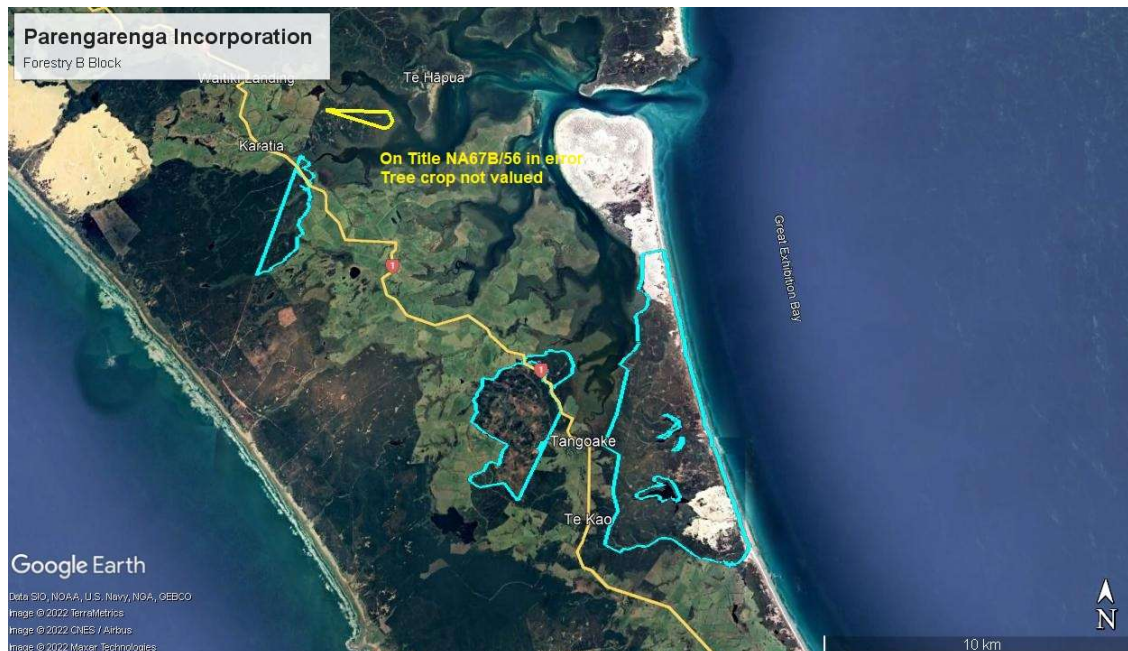 Parengarenga Incorporation
Forestry B Block
Waitiki Landing
Te Hāpua
Karatia
On Title NA67B/56 in error
Tree crop not valued
Great Exhibition Bay
1
1
Tangoake
Te Kao
Google Earth
Data SIO, NOAA, U.S. Navy, NGA, GEBCO
Image © 2022 TerraMetrics
Image © 2022 CNES / Airbus
Image © 2022 Maxar Technologies
N
10 km